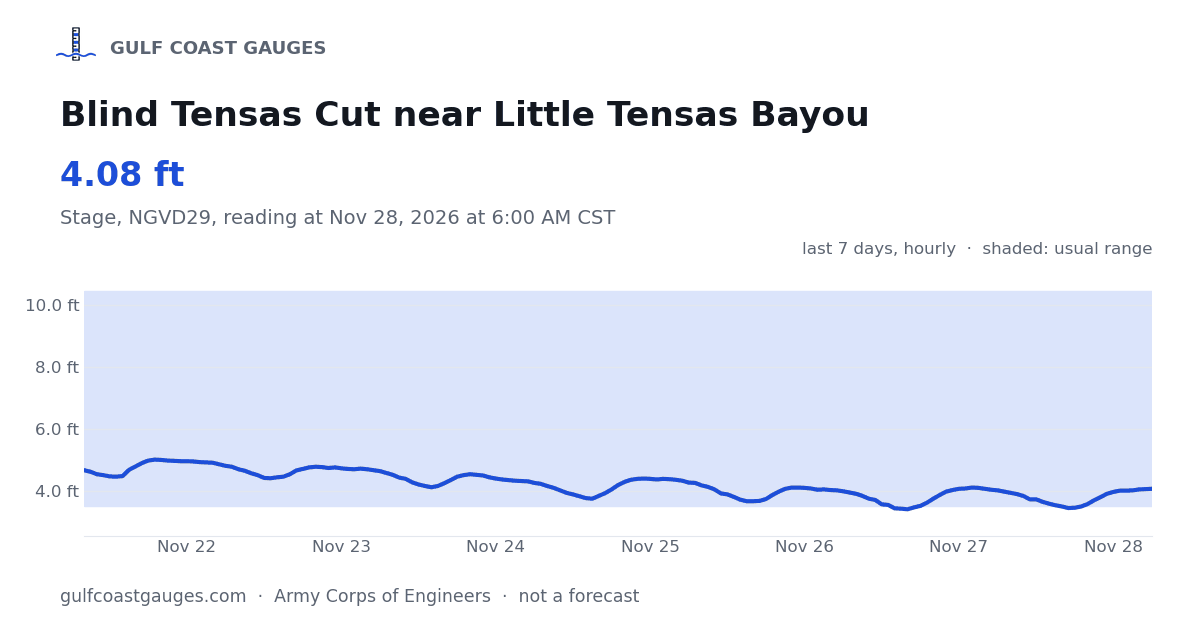 GULF COAST GAUGES
Blind Tensas Cut near Little Tensas Bayou
4.08 ft
Stage, NGVD29, reading at Nov 28, 2026 at 6:00 AM CST
last 7 days, hourly · shaded: usual range
10.0 ft
8.0 ft
6.0 ft
4.0 ft
Nov 22 Nov 23 Nov 24 Nov 25 Nov 26 Nov 27 Nov 28
gulfcoastgauges.com · Army Corps of Engineers · not a forecast